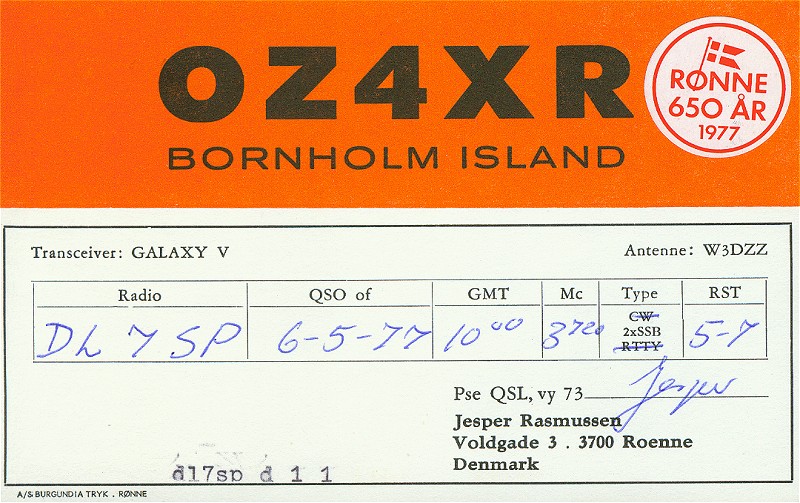 OZ4XR
BORNHOLM ISLAND
RØNNE
650 ÅR
1977
Transceiver: GALAXY V
Antenne: W3DZZ
Radio QSO of GMT Mc Type RST
DL 7 SP 6-5-77 10⁰⁰ 3720 CW 5-7
2xSSB
RTTY
Pse QSL, vy 73 Jesper
Jesper Rasmussen
Voldgade 3 . 3700 Roenne
Denmark
dl7sp d 1 1
A/S BURGUNDIA TRYK . RØNNE